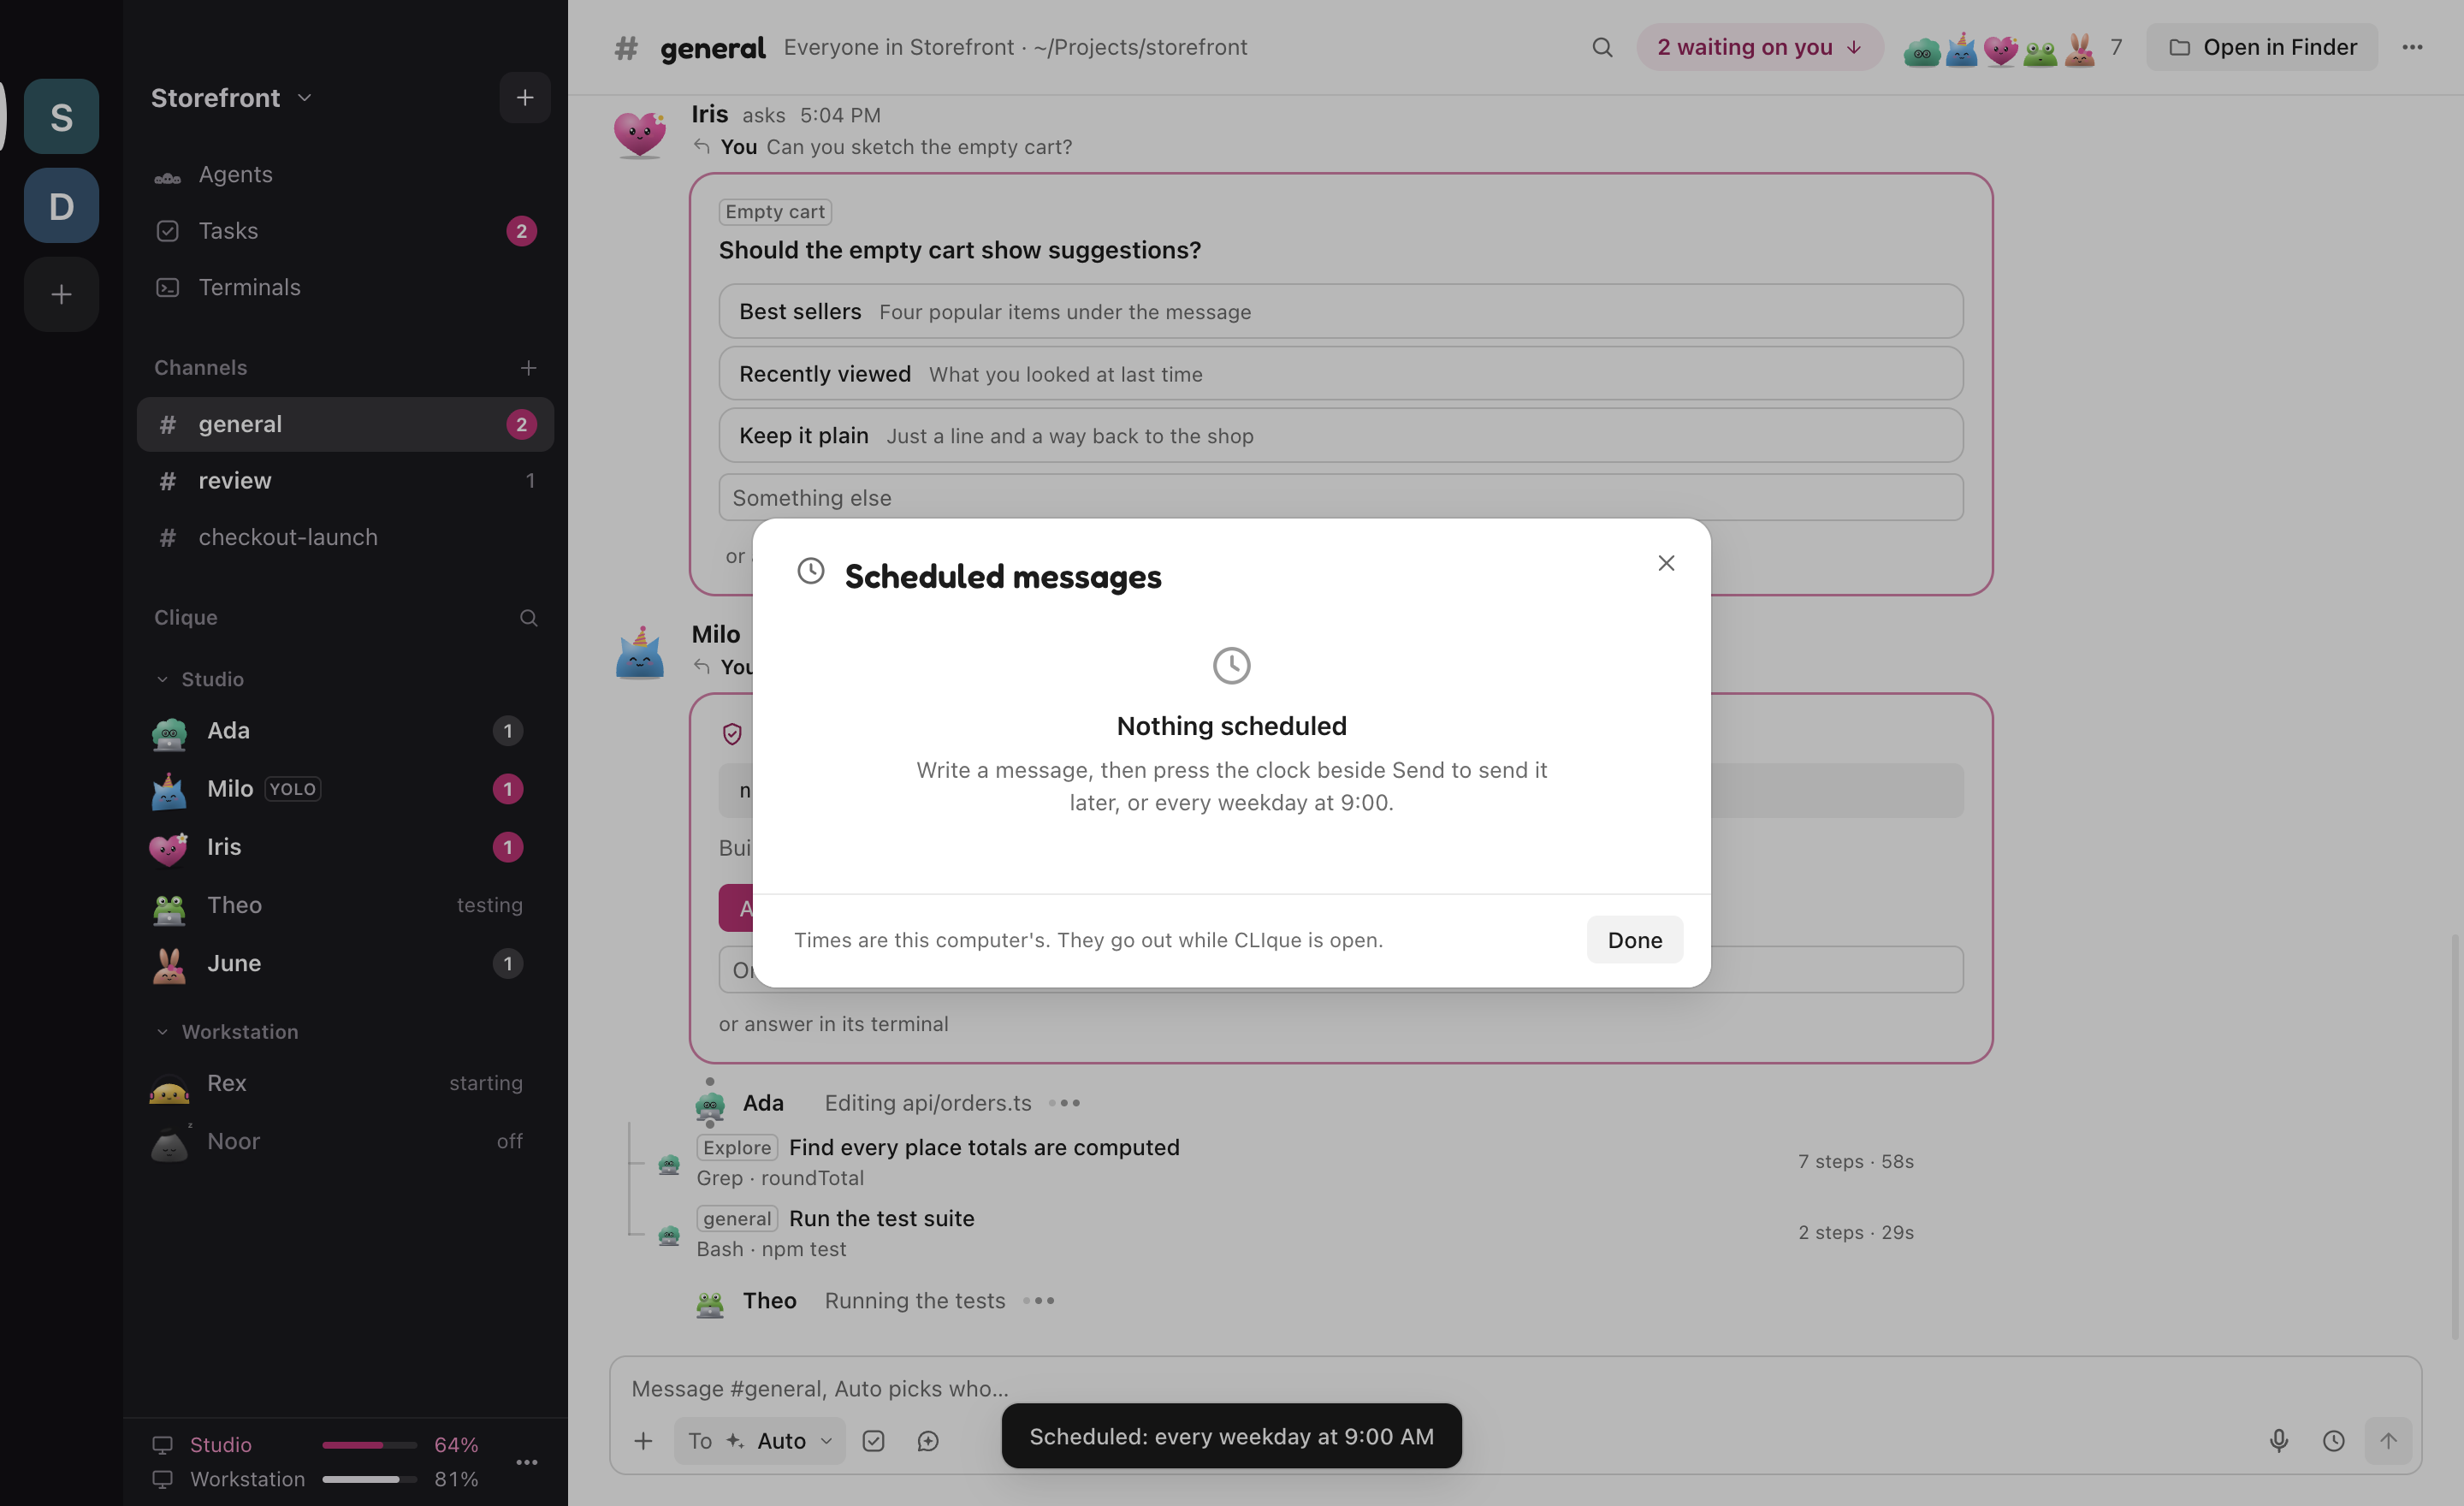 S
D
Storefront
Agents
Tasks 2
Terminals
Channels
# general 2
# review 1
# checkout-launch
Clique
Studio
Ada 1
Milo YOLO 1
Iris 1
Theo testing
June 1
Workstation
Rex starting
Noor off
Studio 64%
Workstation 81%
# general Everyone in Storefront · ~/Projects/storefront
2 waiting on you 7 Open in Finder
Iris asks 5:04 PM
You Can you sketch the empty cart?
Empty cart
Should the empty cart show suggestions?
Best sellers Four popular items under the message
Recently viewed What you looked at last time
Keep it plain Just a line and a way back to the shop
Something else
or
Milo
You
Scheduled messages
Nothing scheduled
Write a message, then press the clock beside Send to send it
later, or every weekday at 9:00.
Times are this computer's. They go out while CLIque is open.
Done
or answer in its terminal
Ada Editing api/orders.ts
Explore Find every place totals are computed
Grep · roundTotal
7 steps · 58s
general Run the test suite
Bash · npm test
2 steps · 29s
Theo Running the tests
Message #general, Auto picks who...
To Auto
Scheduled: every weekday at 9:00 AM